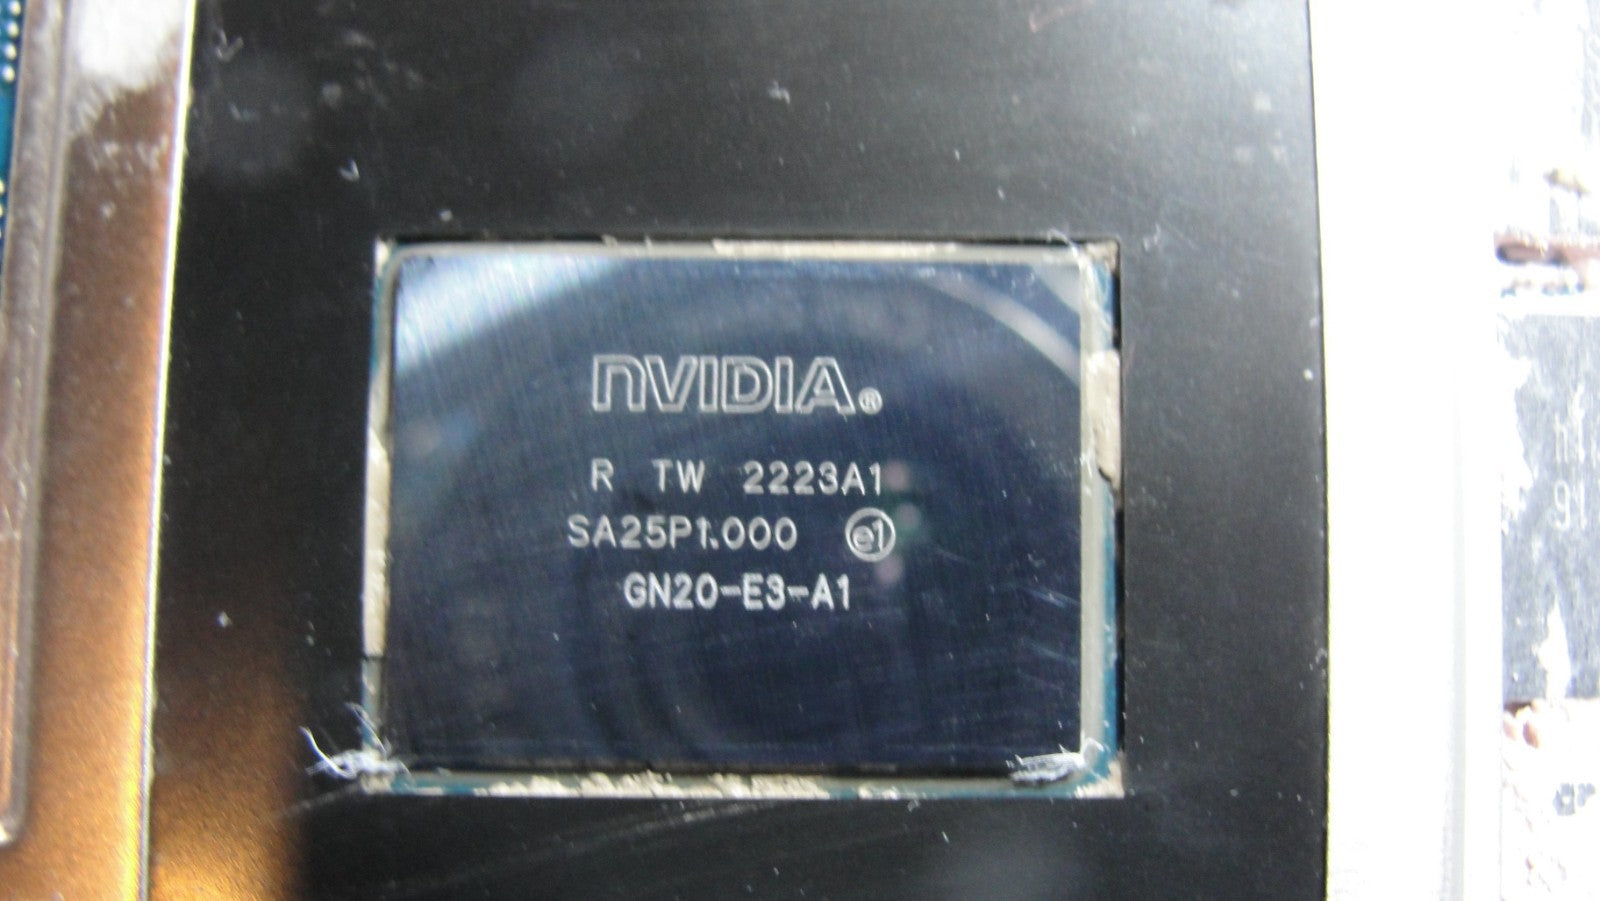 nVIDIA®
R TW 2223A1
SA25P1.000 e1
GN20-E3-A1